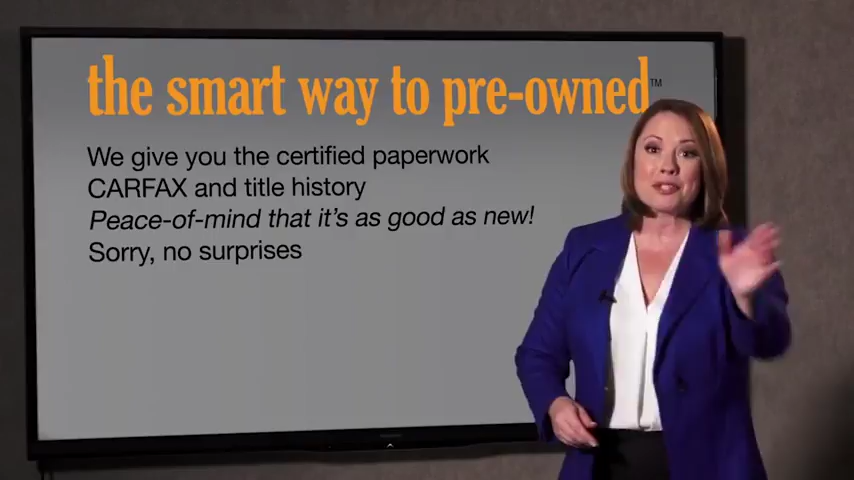 the smart way to pre-owned™
We give you the certified paperwork
CARFAX and title history
Peace-of-mind that it's as good as new!
Sorry, no surprises